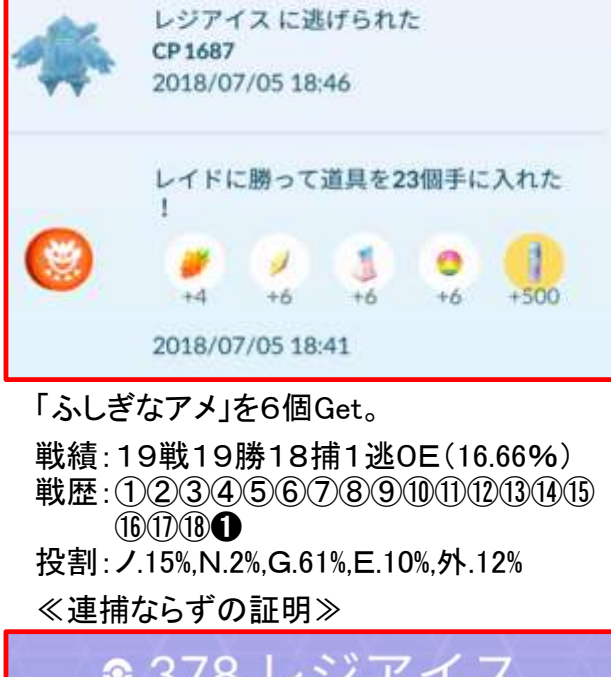 レジアイス に逃げられた
CP 1687
2018/07/05 18:46
レイドに勝って道具を23個手に入れた
！
+4 +6 +6 +6 +500
2018/07/05 18:41
「ふしぎなアメ」を６個Get。
戦績：１９戦１９勝１８捕１逃０Ｅ（16.66％）
戦歴：①②③④⑤⑥⑦⑧⑨⑩⑪⑫⑬⑭⑮
⑯⑰⑱❶
投割：ノ.15%,N.2%,G.61%,E.10%,外.12%
≪連捕ならずの証明≫
378 レジアイス